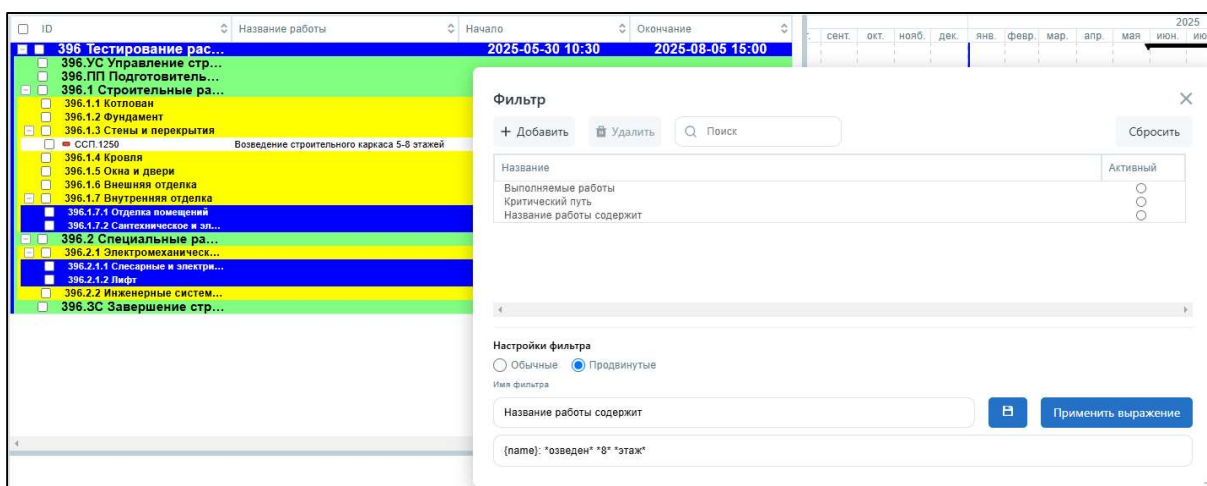 ID Название работы Начало Окончание 2025
сент. окт. нояб. дек. янв. февр. мар. апр. мая июн. ию
396 Тестирование рас... 2025-05-30 10:30 2025-08-05 15:00
396.УС Управление стр...
396.ПП Подготовитель...
396.1 Строительные ра...
396.1.1 Котлован
396.1.2 Фундамент
396.1.3 Стены и перекрытия
ССП.1250 Возведение строительного каркаса 5-8 этажей
396.1.4 Кровля
396.1.5 Окна и двери
396.1.6 Внешняя отделка
396.1.7 Внутренняя отделка
396.1.7.1 Отделка помещений
396.1.7.2 Сантехническое и эл...
396.2 Специальные ра...
396.2.1 Электромеханическ...
396.2.1.1 Слесарные и электри...
396.2.1.2 Лифт
396.2.2 Инженерные систем...
396.ЗС Завершение стр...
Фильтр
+ Добавить Удалить Поиск Сбросить
Название Активный
Выполняемые работы
Критический путь
Название работы содержит
Настройки фильтра
Обычные Продвинутые
Имя фильтра
Название работы содержит Применить выражение
{name}: *озведен* *8* *этаж*